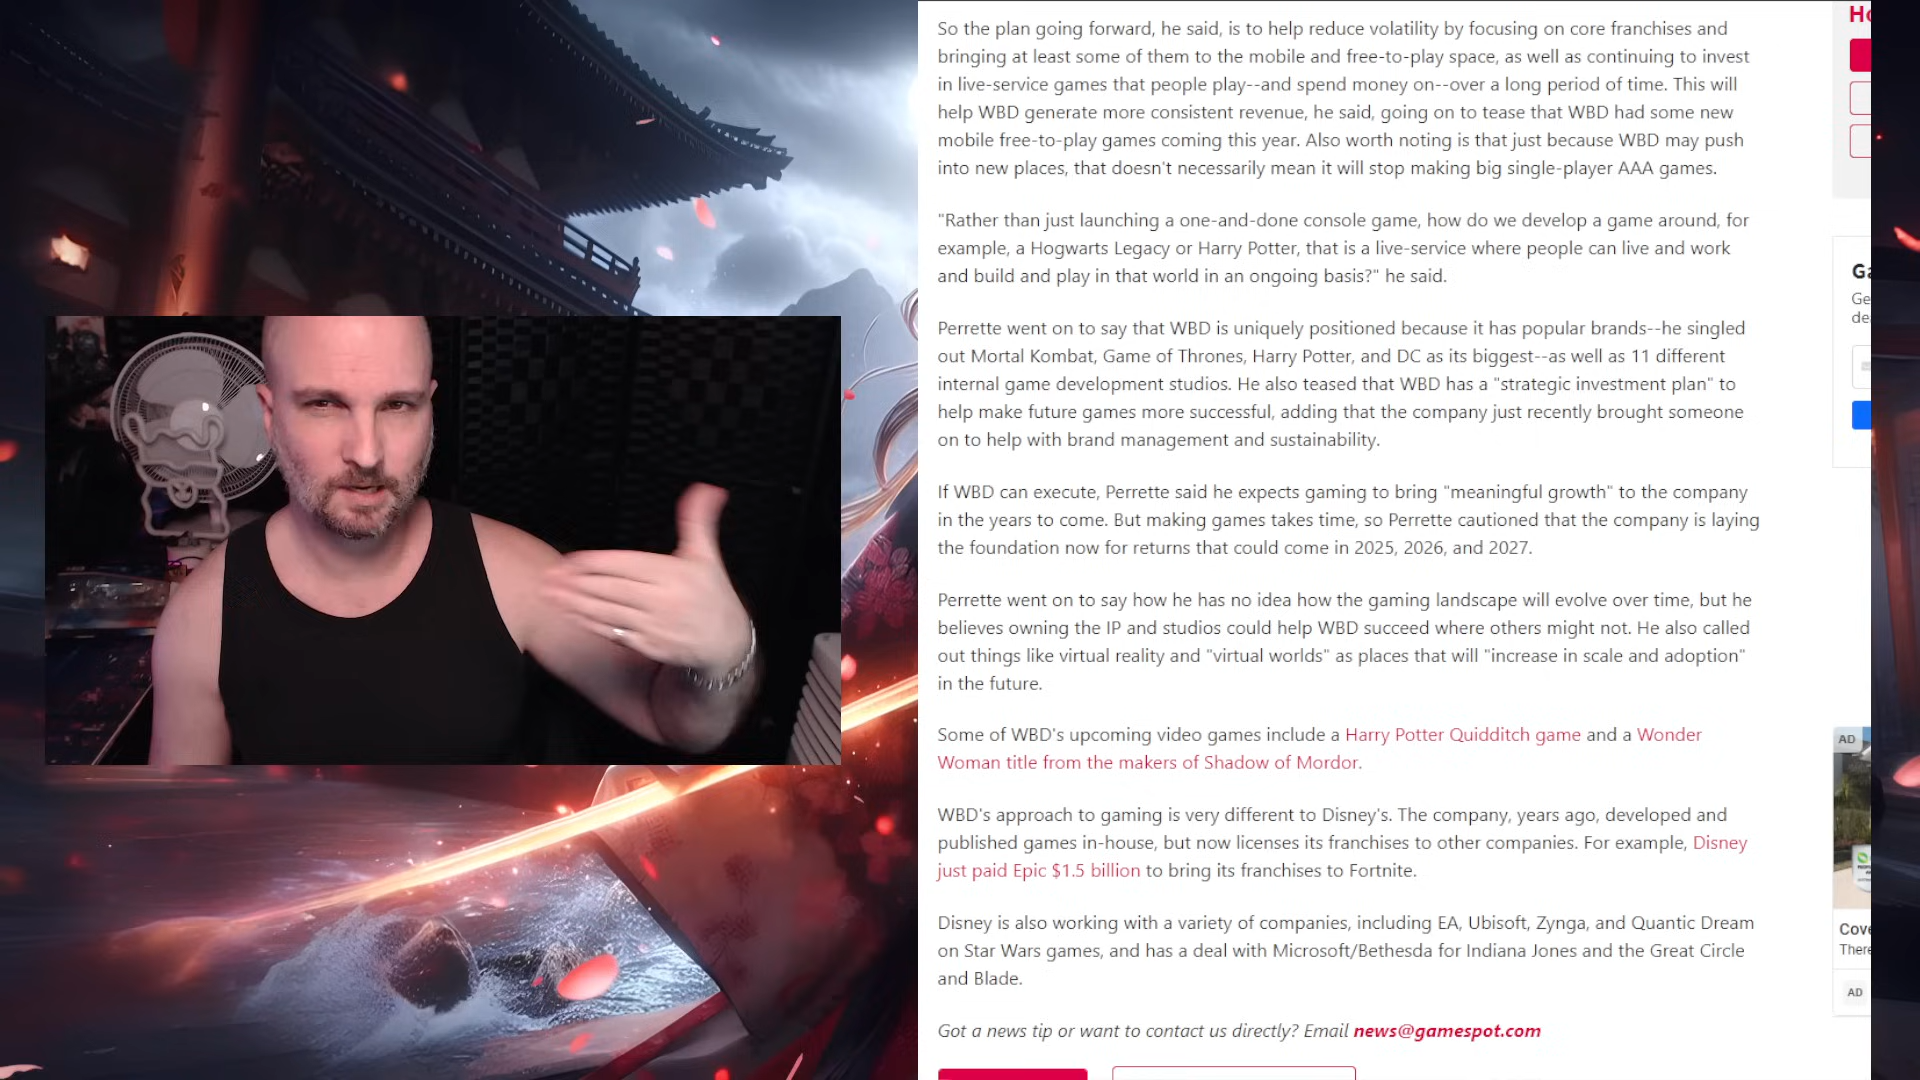 So the plan going forward, he said, is to help reduce volatility by focusing on core franchises and
bringing at least some of them to the mobile and free-to-play space, as well as continuing to invest
in live-service games that people play--and spend money on--over a long period of time. This will
help WBD generate more consistent revenue, he said, going on to tease that WBD had some new
mobile free-to-play games coming this year. Also worth noting is that just because WBD may push
into new places, that doesn't necessarily mean it will stop making big single-player AAA games.
"Rather than just launching a one-and-done console game, how do we develop a game around, for
example, a Hogwarts Legacy or Harry Potter, that is a live-service where people can live and work
and build and play in that world in an ongoing basis?" he said.
Perrette went on to say that WBD is uniquely positioned because it has popular brands--he singled
out Mortal Kombat, Game of Thrones, Harry Potter, and DC as its biggest--as well as 11 different
internal game development studios. He also teased that WBD has a "strategic investment plan" to
help make future games more successful, adding that the company just recently brought someone
on to help with brand management and sustainability.
If WBD can execute, Perrette said he expects gaming to bring "meaningful growth" to the company
in the years to come. But making games takes time, so Perrette cautioned that the company is laying
the foundation now for returns that could come in 2025, 2026, and 2027.
Perrette went on to say how he has no idea how the gaming landscape will evolve over time, but he
believes owning the IP and studios could help WBD succeed where others might not. He also called
out things like virtual reality and "virtual worlds" as places that will "increase in scale and adoption"
in the future.
Some of WBD's upcoming video games include a Harry Potter Quidditch game and a Wonder
Woman title from the makers of Shadow of Mordor.
WBD's approach to gaming is very different to Disney's. The company, years ago, developed and
published games in-house, but now licenses its franchises to other companies. For example, Disney
just paid Epic $1.5 billion to bring its franchises to Fortnite.
Disney is also working with a variety of companies, including EA, Ubisoft, Zynga, and Quantic Dream
on Star Wars games, and has a deal with Microsoft/Bethesda for Indiana Jones and the Great Circle
and Blade.
Got a news tip or want to contact us directly? Email news@gamespot.com
Ho
Ga
Ge
de
AD
Cove
There
AD